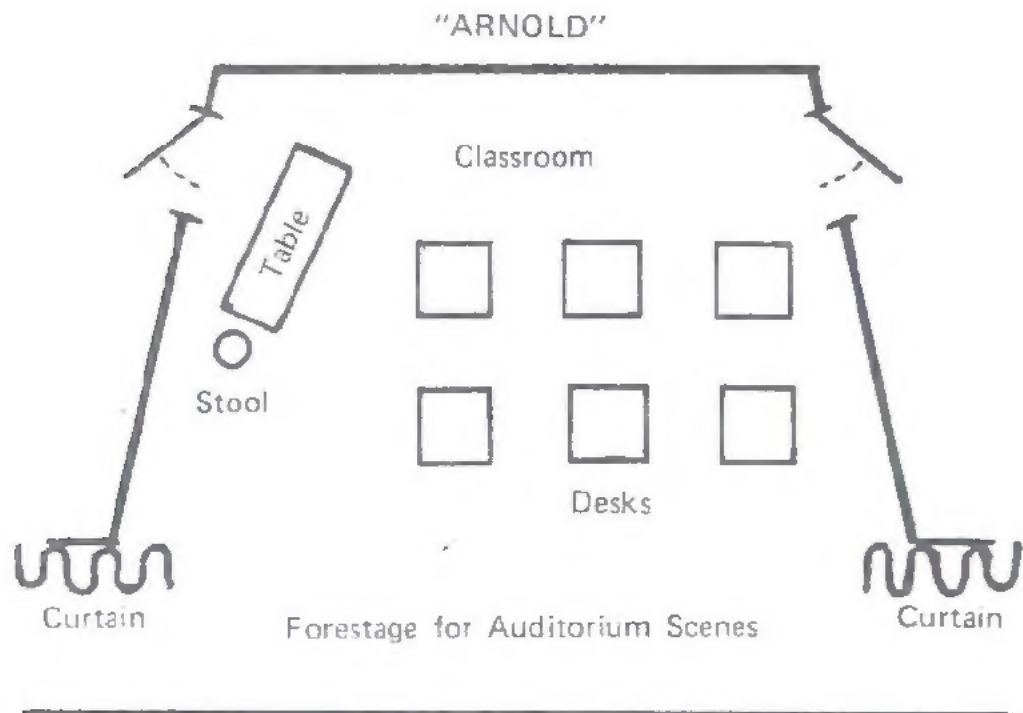 "ARNOLD"
Classroom
Table
Stool
Desks
Curtain
Curtain
Forestage for Auditorium Scenes